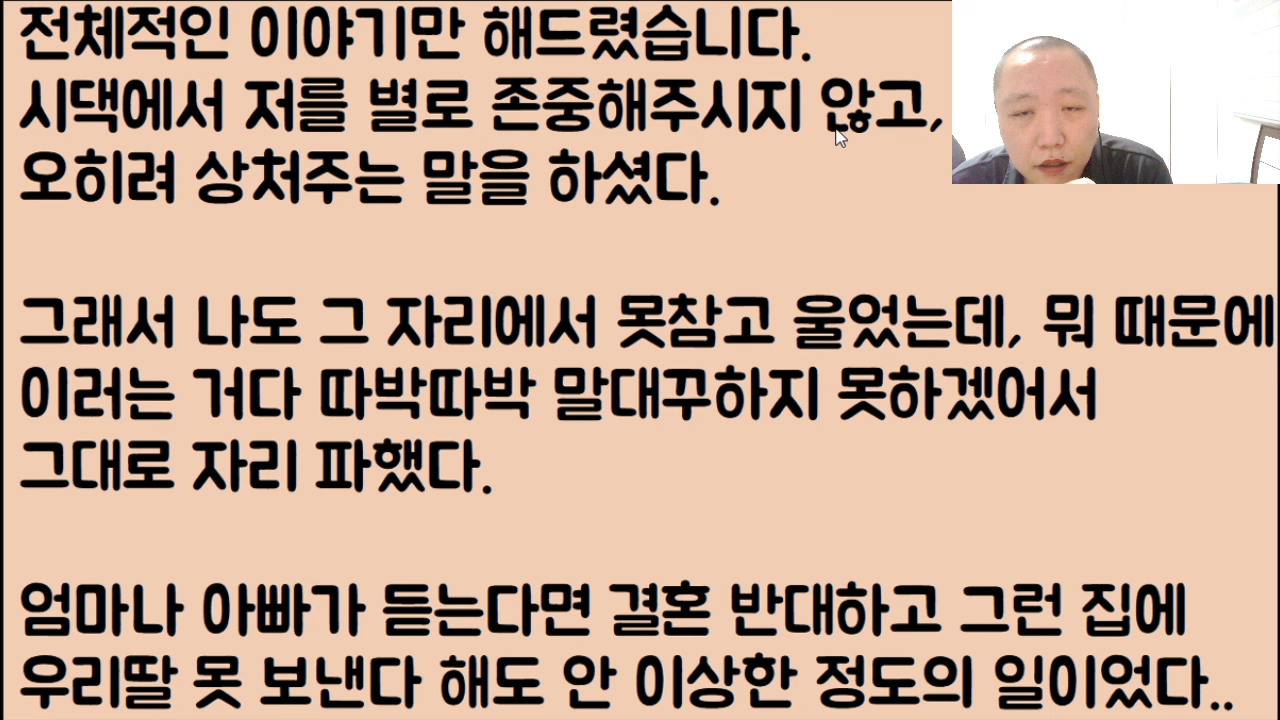 전체적인 이야기만 해드렸습니다.
시댁에서 저를 별로 존중해주시지 않고,
오히려 상처주는 말을 하셨다.
그래서 나도 그 자리에서 못참고 울었는데, 뭐 때문에
이러는 거다 따박따박 말대꾸하지 못하겠어서
그대로 자리 파했다.
엄마나 아빠가 듣는다면 결혼 반대하고 그런 집에
우리딸 못 보낸다 해도 안 이상한 정도의 일이었다..